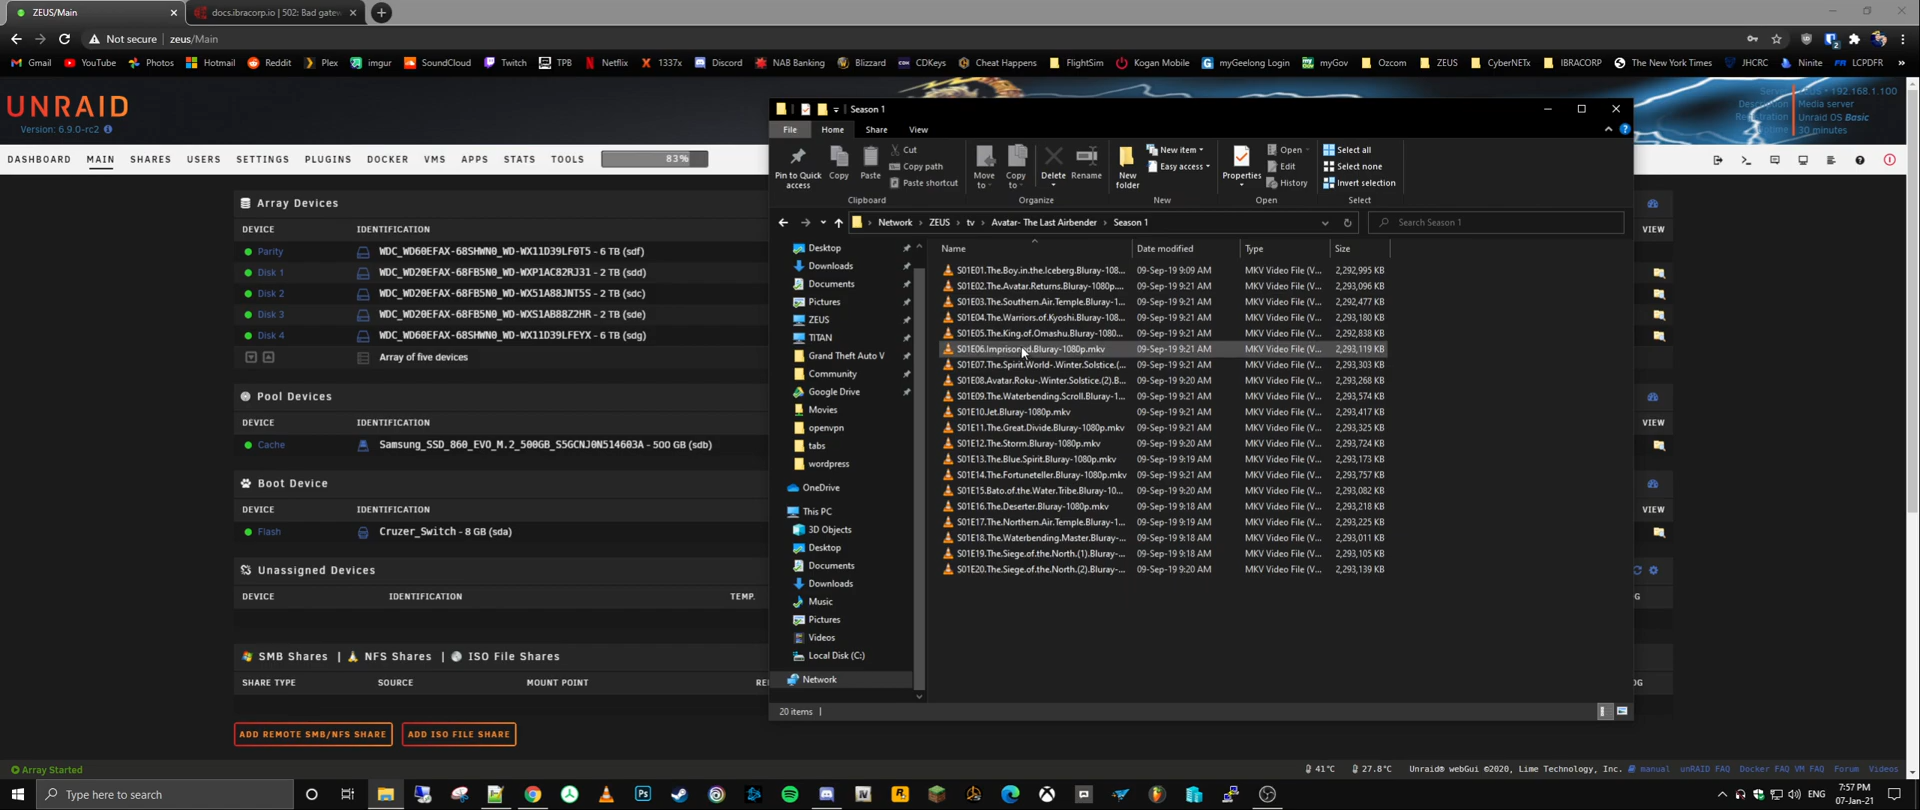 ZEUS/Main
docs.ibracorp.io | 502: Bad gatew
Not secure
zeus/Main
2
Gmail
YouTube
Photos
Hotmail
Reddit
Plex
imgur
SoundCloud
Twitch
TPB
Netflix
1337x
Discord
NAB Banking
Blizzard
CDKeys
Cheat Happens
FlightSim
Kogan Mobile
myGeelong Login
myGov
Ozcom
ZEUS
CyberNETx
IBRACORP
The New York Times
JHCRC
Ninite
LCPDFR
»
UNRAID
Version: 6.9.0-rc2
ZEUS • 192.168.1.100
Media server
Unraid OS Basic
30 minutes
DASHBOARD
MAIN
SHARES
USERS
SETTINGS
PLUGINS
DOCKER
VMS
APPS
STATS
TOOLS
83%
Array Devices
DEVICE
IDENTIFICATION
VIEW
Parity
WDC_WD60EFAX-68SHWN0_WD-WX11D39LF0T5 - 6 TB (sdf)
Disk 1
WDC_WD20EFAX-68FB5N0_WD-WXP1AC82RJ31 - 2 TB (sdd)
Disk 2
WDC_WD20EFAX-68FB5N0_WD-WX51A88JNT5S - 2 TB (sdc)
Disk 3
WDC_WD20EFAX-68FB5N0_WD-WXS1AB88Z2HR - 2 TB (sde)
Disk 4
WDC_WD60EFAX-68SHWN0_WD-WX11D39LFEYX - 6 TB (sdg)
Array of five devices
Pool Devices
DEVICE
IDENTIFICATION
VIEW
Cache
Samsung_SSD_860_EVO_M.2_500GB_S5GCNJ0N514603A - 500 GB (sdb)
Boot Device
DEVICE
IDENTIFICATION
VIEW
Flash
Cruzer_Switch - 8 GB (sda)
Unassigned Devices
DEVICE
IDENTIFICATION
TEMP.
SMB Shares | NFS Shares | ISO File Shares
SHARE TYPE
SOURCE
MOUNT POINT
ADD REMOTE SMB/NFS SHARE
ADD ISO FILE SHARE
Season 1
File
Home
Share
View
Pin to Quick access
Copy
Paste
Cut
Copy path
Paste shortcut
Clipboard
Move to
Copy to
Delete
Rename
Organize
New folder
New item
Easy access
New
Properties
Open
Edit
History
Open
Select all
Select none
Invert selection
Select
Network > ZEUS > tv > Avatar- The Last Airbender > Season 1
Search Season 1
Desktop
Downloads
Documents
Pictures
ZEUS
TITAN
Grand Theft Auto V
Community
Google Drive
Movies
openvpn
tabs
wordpress
OneDrive
This PC
3D Objects
Desktop
Documents
Downloads
Music
Pictures
Videos
Local Disk (C:)
Network
Name
Date modified
Type
Size
S01E01.The.Boy.in.the.Iceberg.Bluray-108... 09-Sep-19 9:09 AM MKV Video File (V... 2,292,995 KB
S01E02.The.Avatar.Returns.Bluray-1080p.... 09-Sep-19 9:21 AM MKV Video File (V... 2,293,096 KB
S01E03.The.Southern.Air.Temple.Bluray-1... 09-Sep-19 9:21 AM MKV Video File (V... 2,292,477 KB
S01E04.The.Warriors.of.Kyoshi.Bluray-108... 09-Sep-19 9:21 AM MKV Video File (V... 2,293,180 KB
S01E05.The.King.of.Omashu.Bluray-1080... 09-Sep-19 9:21 AM MKV Video File (V... 2,292,838 KB
S01E06.Imprisoned.Bluray-1080p.mkv 09-Sep-19 9:21 AM MKV Video File (V... 2,293,119 KB
S01E07.The.Spirit.World-.Winter.Solstice.(... 09-Sep-19 9:21 AM MKV Video File (V... 2,293,303 KB
S01E08.Avatar.Roku-.Winter.Solstice.(2).B... 09-Sep-19 9:20 AM MKV Video File (V... 2,293,268 KB
S01E09.The.Waterbending.Scroll.Bluray-1... 09-Sep-19 9:21 AM MKV Video File (V... 2,293,574 KB
S01E10.Jet.Bluray-1080p.mkv 09-Sep-19 9:21 AM MKV Video File (V... 2,293,417 KB
S01E11.The.Great.Divide.Bluray-1080p.mkv 09-Sep-19 9:21 AM MKV Video File (V... 2,293,325 KB
S01E12.The.Storm.Bluray-1080p.mkv 09-Sep-19 9:20 AM MKV Video File (V... 2,293,724 KB
S01E13.The.Blue.Spirit.Bluray-1080p.mkv 09-Sep-19 9:19 AM MKV Video File (V... 2,293,173 KB
S01E14.The.Fortuneteller.Bluray-1080p.mkv 09-Sep-19 9:21 AM MKV Video File (V... 2,293,757 KB
S01E15.Bato.of.the.Water.Tribe.Bluray-10... 09-Sep-19 9:20 AM MKV Video File (V... 2,293,082 KB
S01E16.The.Deserter.Bluray-1080p.mkv 09-Sep-19 9:18 AM MKV Video File (V... 2,293,218 KB
S01E17.The.Northern.Air.Temple.Bluray-1... 09-Sep-19 9:19 AM MKV Video File (V... 2,293,225 KB
S01E18.The.Waterbending.Master.Bluray-... 09-Sep-19 9:18 AM MKV Video File (V... 2,293,011 KB
S01E19.The.Siege.of.the.North.(1).Bluray-... 09-Sep-19 9:18 AM MKV Video File (V... 2,293,105 KB
S01E20.The.Siege.of.the.North.(2).Bluray-... 09-Sep-19 9:20 AM MKV Video File (V... 2,293,139 KB
20 items
Array Started
41°C
27.8°C
Unraid® webGui ©2020, Lime Technology, Inc.
manual
unRAID FAQ
Docker FAQ
VM FAQ
Forum
Videos
Type here to search
ENG
7:57 PM
07-Jan-21